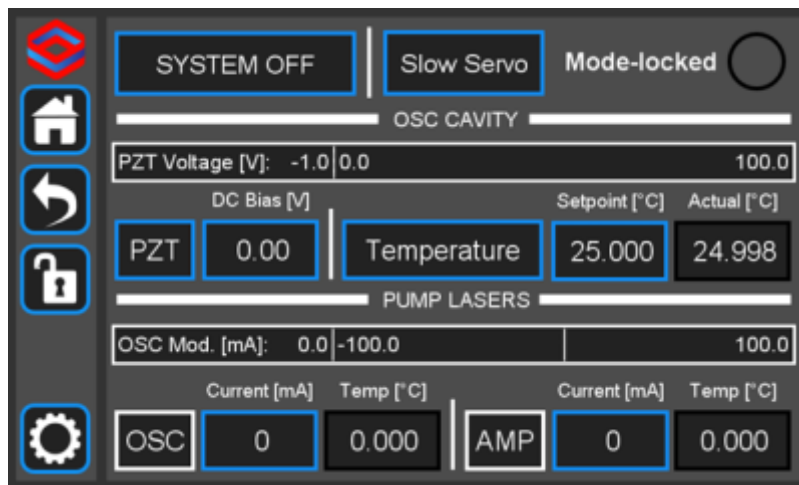 SYSTEM OFF Slow Servo Mode-locked
OSC CAVITY
PZT Voltage [V]: -1.0 0.0 100.0
DC Bias [V] Setpoint [°C] Actual [°C]
PZT 0.00 Temperature 25.000 24.998
PUMP LASERS
OSC Mod. [mA]: 0.0 -100.0 100.0
Current [mA] Temp [°C] Current [mA] Temp [°C]
OSC 0 0.000 AMP 0 0.000